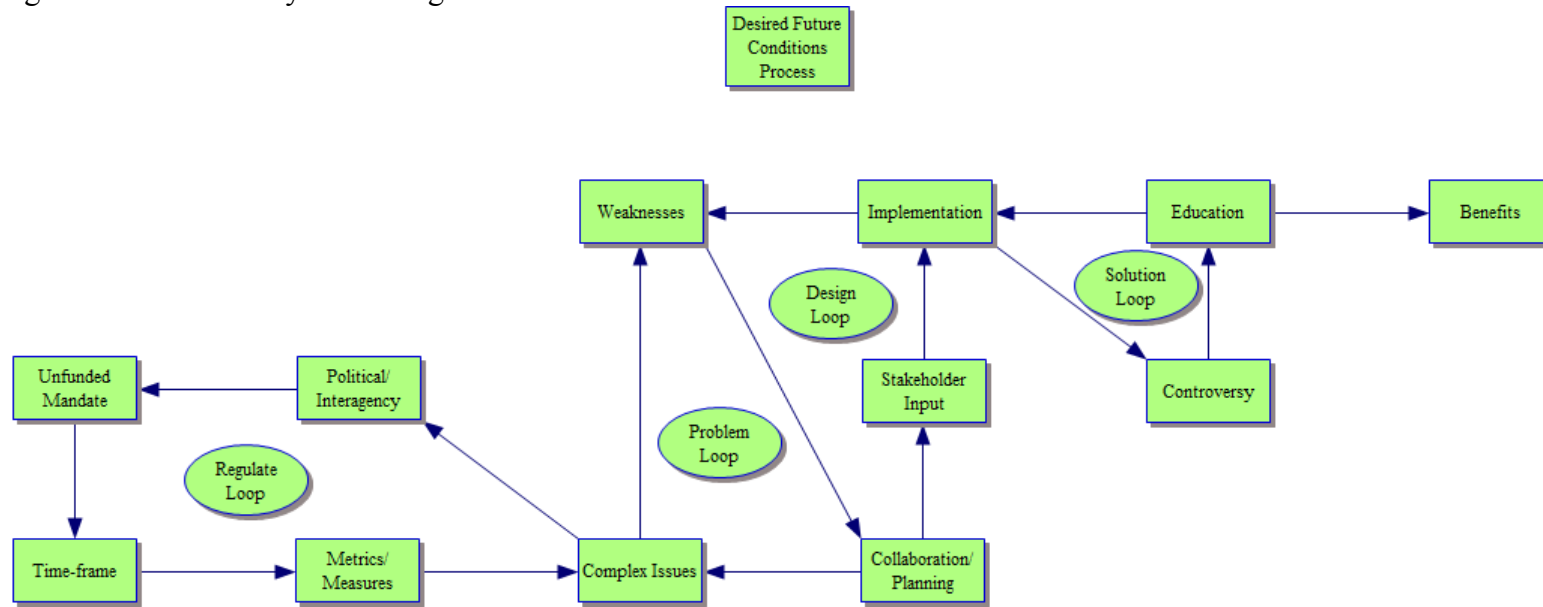 Desired Future
Conditions
Process
Weaknesses
Implementation
Education
Benefits
Design
Loop
Solution
Loop
Unfunded
Mandate
Political/
Interagency
Stakeholder
Input
Controversy
Problem
Loop
Regulate
Loop
Time-frame
Metrics/
Measures
Complex Issues
Collaboration/
Planning